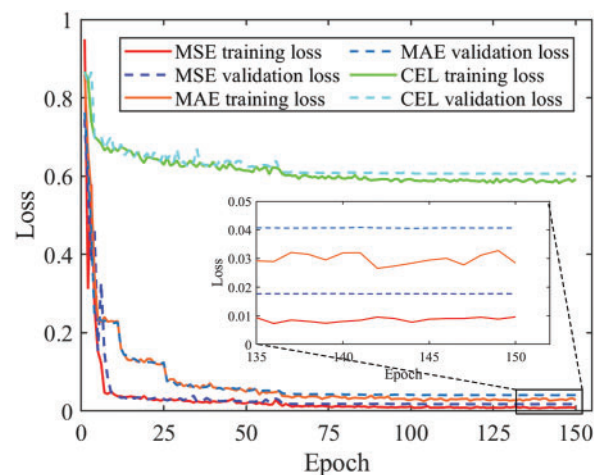 1
0.8
0.6
0.4
0.2
0
Loss
MSE training loss
MSE validation loss
MAE training loss
MAE validation loss
CEL training loss
CEL validation loss
0.05
0.04
0.03
0.02
0.01
0
Loss
135 140 145 150
Epoch
0 25 50 75 100 125 150
Epoch